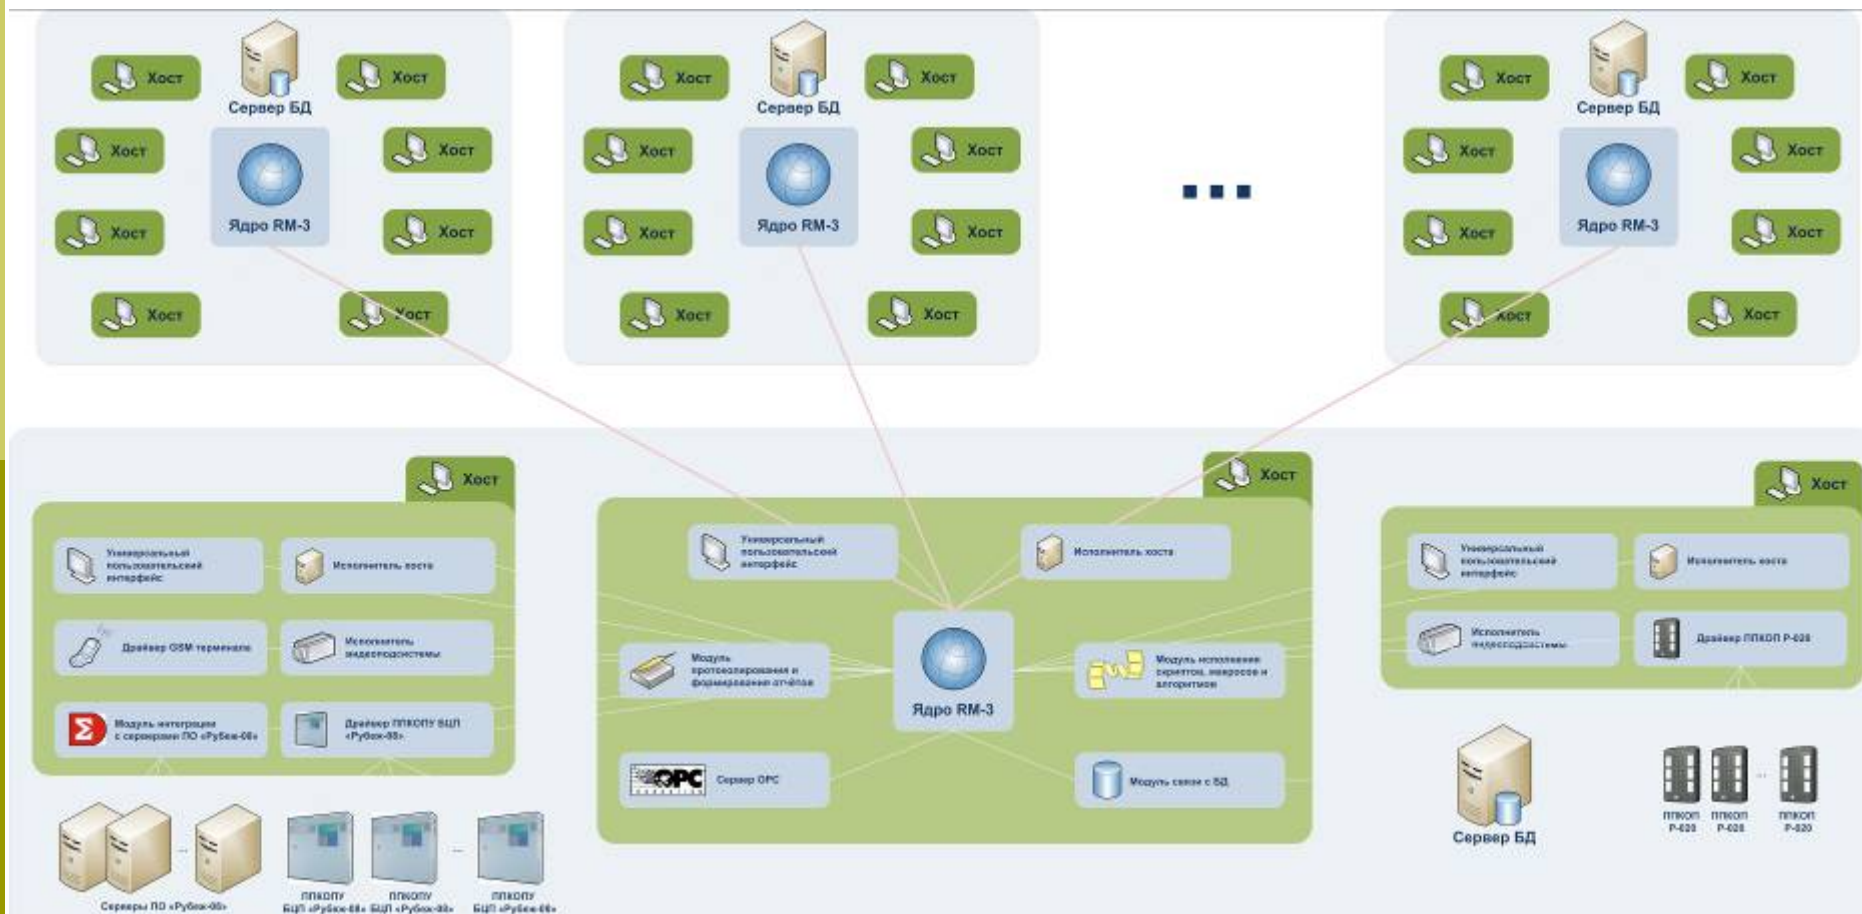 Хост
Хост
Сервер БД
Хост
Хост
Ядро RM-3
Хост
Хост
Хост
Хост
Хост
Хост
Сервер БД
Хост
Хост
Ядро RM-3
Хост
Хост
Хост
Хост
...
Хост
Хост
Сервер БД
Хост
Хост
Ядро RM-3
Хост
Хост
Хост
Хост
Хост
Универсальный
пользовательский
интерфейс
Исполнитель хоста
Драйвер GSM терминала
Исполнитель
видеоподсистемы
Модуль интеграции
с серверами ПО «Рубеж-08»
Драйвер ППКОПУ БЦП
«Рубеж-08»
...
Серверы ПО «Рубеж-08»
...
ППКОПУ
БЦП «Рубеж-08»
ППКОПУ
БЦП «Рубеж-08»
ППКОПУ
БЦП «Рубеж-08»
Хост
Универсальный
пользовательский
интерфейс
Исполнитель хоста
Модуль
протоколирования и
формирования отчётов
Ядро RM-3
Модуль исполнения
скриптов, макросов и
алгоритмов
OPC
Сервер OPC
Модуль связи с БД
Хост
Универсальный
пользовательский
интерфейс
Исполнитель хоста
Исполнитель
видеоподсистемы
Драйвер ППКОП Р-020
Сервер БД
...
ППКОП
Р-020
ППКОП
Р-020
ППКОП
Р-020